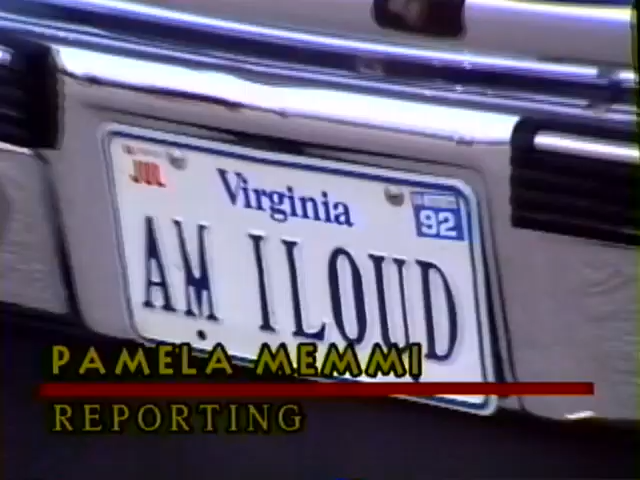 JUL
Virginia
92
AM ILOUD
PAMELA MEMMI
REPORTING